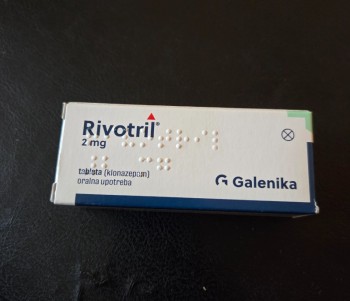 Rivotril®
2 mg
tableta (klonazepam)
oralna upotreba
Galenika